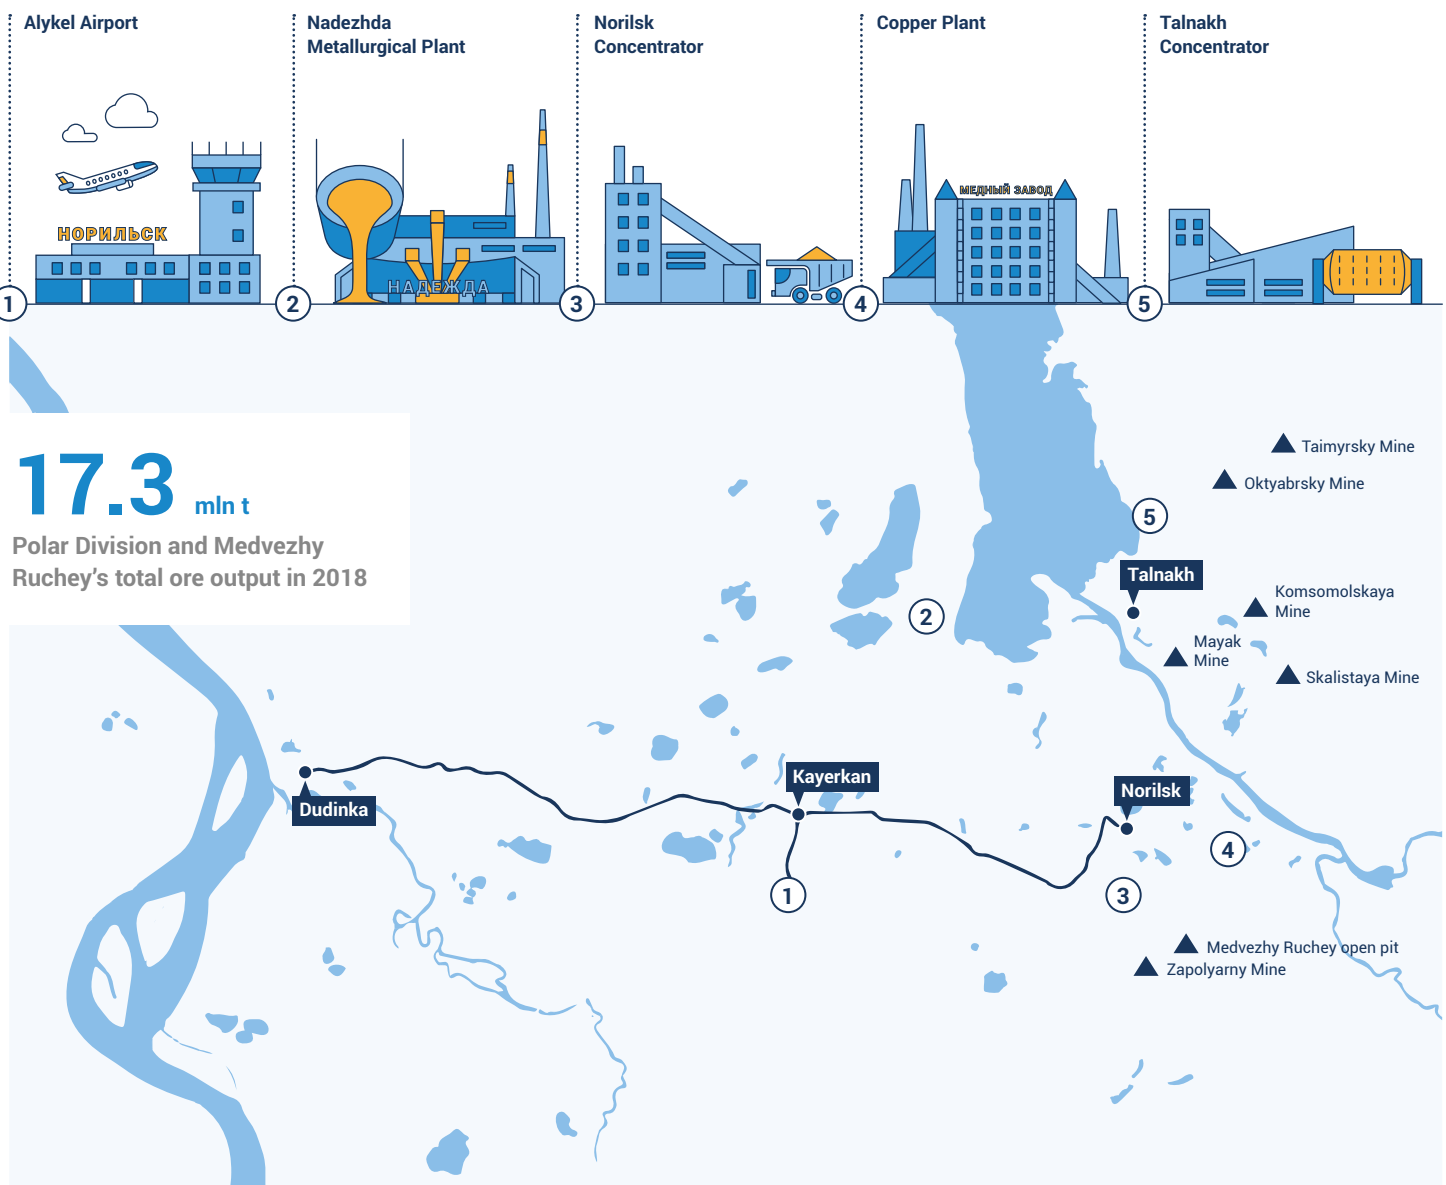 Alykel Airport
Nadezhda
Metallurgical Plant
Norilsk
Concentrator
Copper Plant
Talnakh
Concentrator
НОРИЛЬСК
НАДЕЖДА
МЕДНЫЙ ЗАВОД
1
2
3
4
5
17.3 mln t
Polar Division and Medvezhy
Ruchey’s total ore output in 2018
Taimyrsky Mine
Oktyabrsky Mine
5
Talnakh
Komsomolskaya
Mine
2
Mayak
Mine
Skalistaya Mine
Kayerkan
Norilsk
Dudinka
4
1
3
Medvezhy Ruchey open pit
Zapolyarny Mine